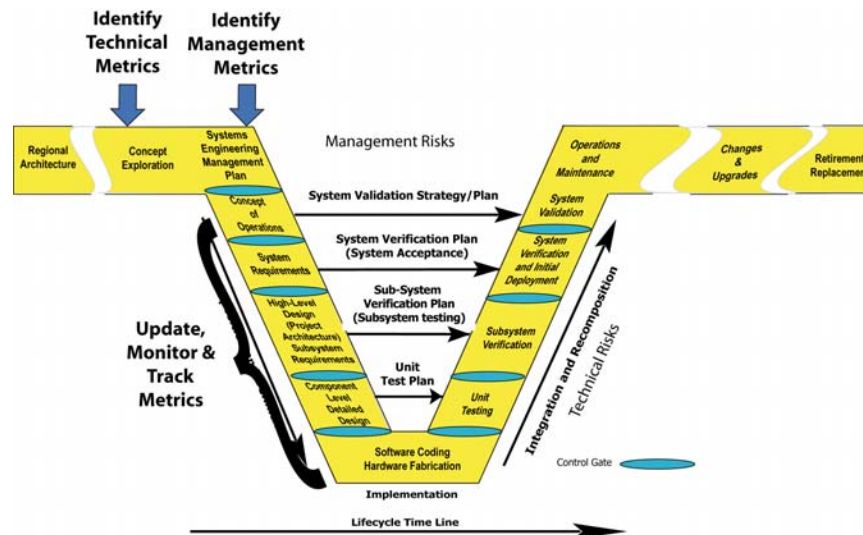 Identify
Technical
Metrics
Identify
Management
Metrics
Regional
Architecture
Concept
Exploration
Systems
Engineering
Management
Plan
Management Risks
Operations
and
Maintenance
Changes
&
Upgrades
Retirement
Replacement
Concept
of
Operations
System Validation Strategy/Plan
System
Validation
System
Requirements
System Verification Plan
(System Acceptance)
System
Verification
and Initial
Deployment
High-Level
Design
(Project
Architecture)
Subsystem
Requirements
Sub-System
Verification Plan
(Subsystem testing)
Subsystem
Verification
Update,
Monitor &
Track
Metrics
Component
Level
Detailed
Design
Unit
Test Plan
Unit
Testing
Integration and Recomposition
Technical Risks
Software Coding
Hardware Fabrication
Implementation
Control Gate
Lifecycle Time Line